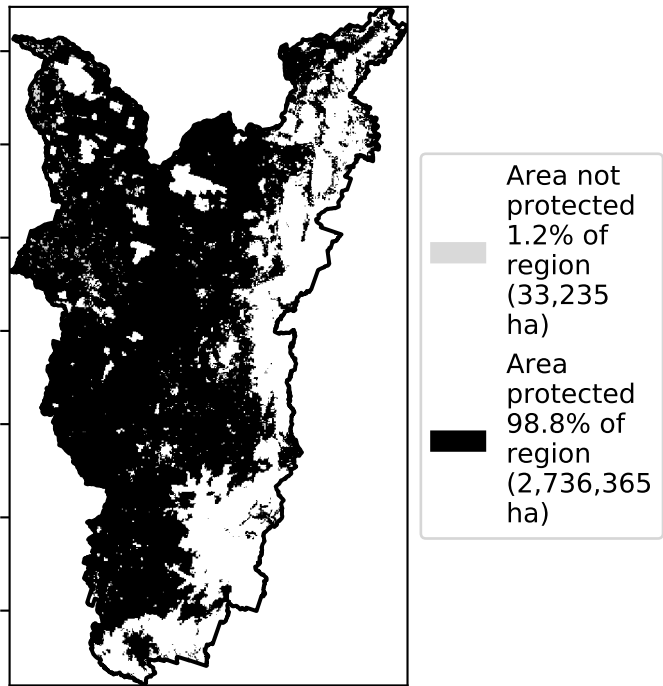 Area not
protected
1.2% of
region
(33,235
ha)
Area
protected
98.8% of
region
(2,736,365
ha)